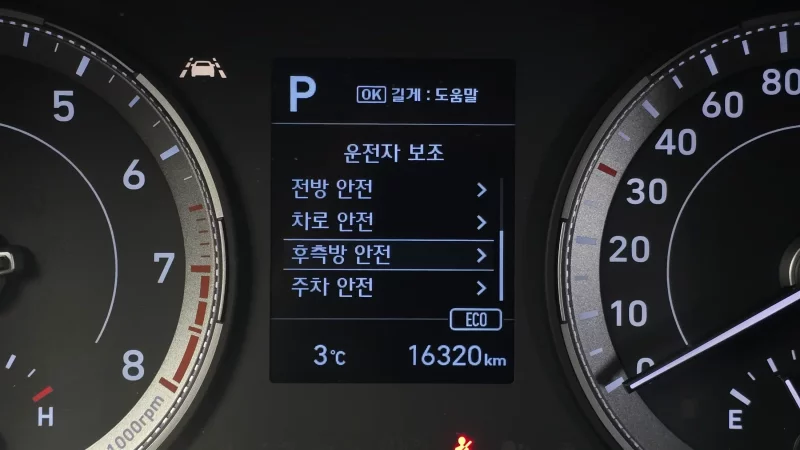 P
OK 길게 : 도움말
운전자 보조
전방 안전
차로 안전
후측방 안전
주차 안전
ECO
3℃
16320km
5
6
7
8
H
1000rpm
80
60
40
30
20
10
0
E